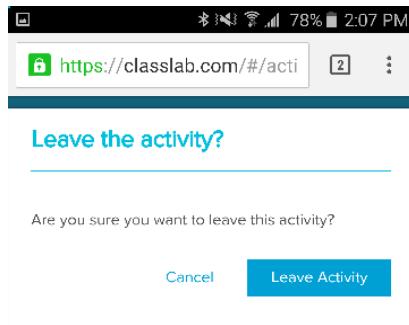 78% 2:07 PM
https://classlab.com/#/acti 2
Leave the activity?
Are you sure you want to leave this activity?
Cancel Leave Activity